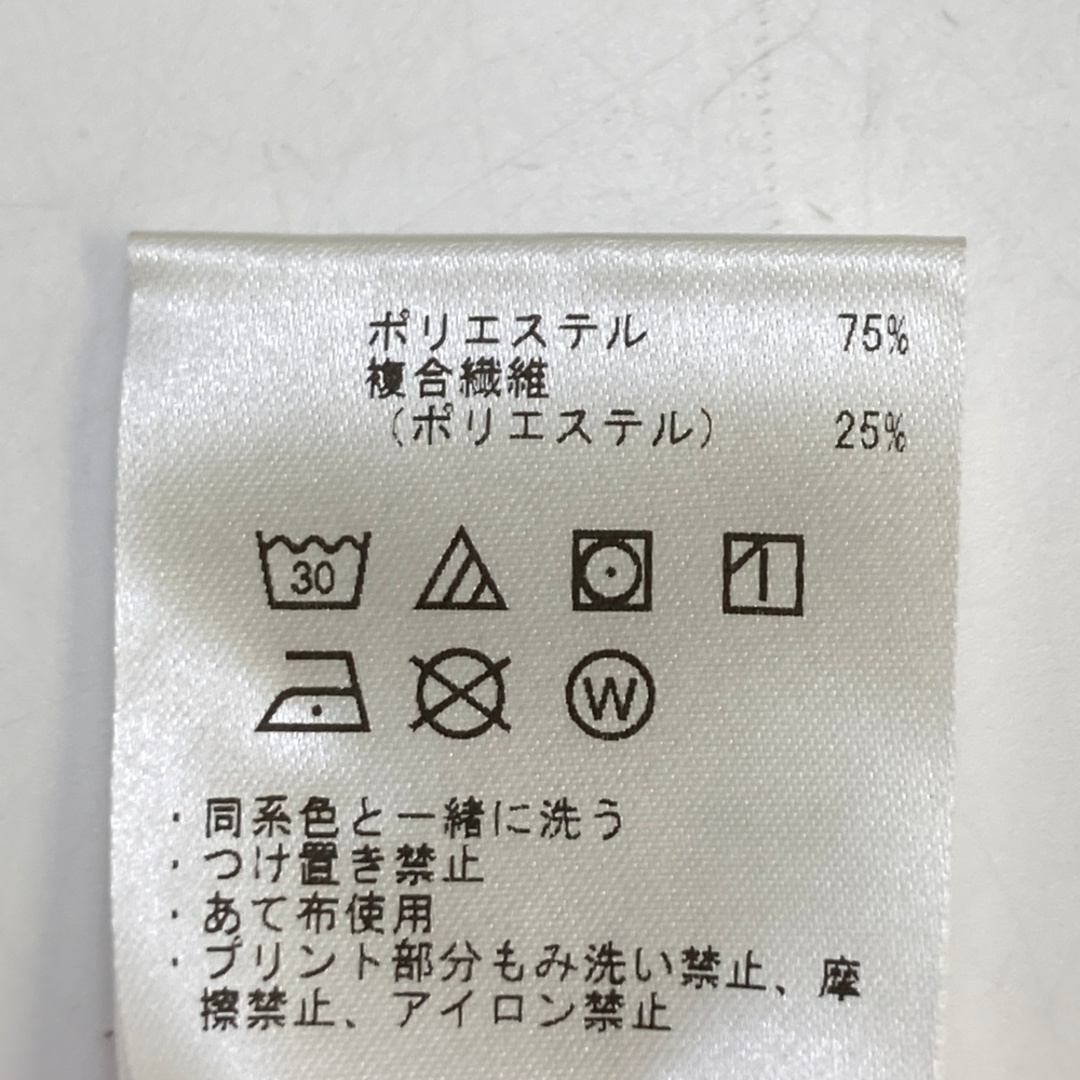 ポリエステル 75%
複合繊維
（ポリエステル） 25%
30
W
・同系色と一緒に洗う
・つけ置き禁止
・あて布使用
・プリント部分もみ洗い禁止、摩
擦禁止、アイロン禁止